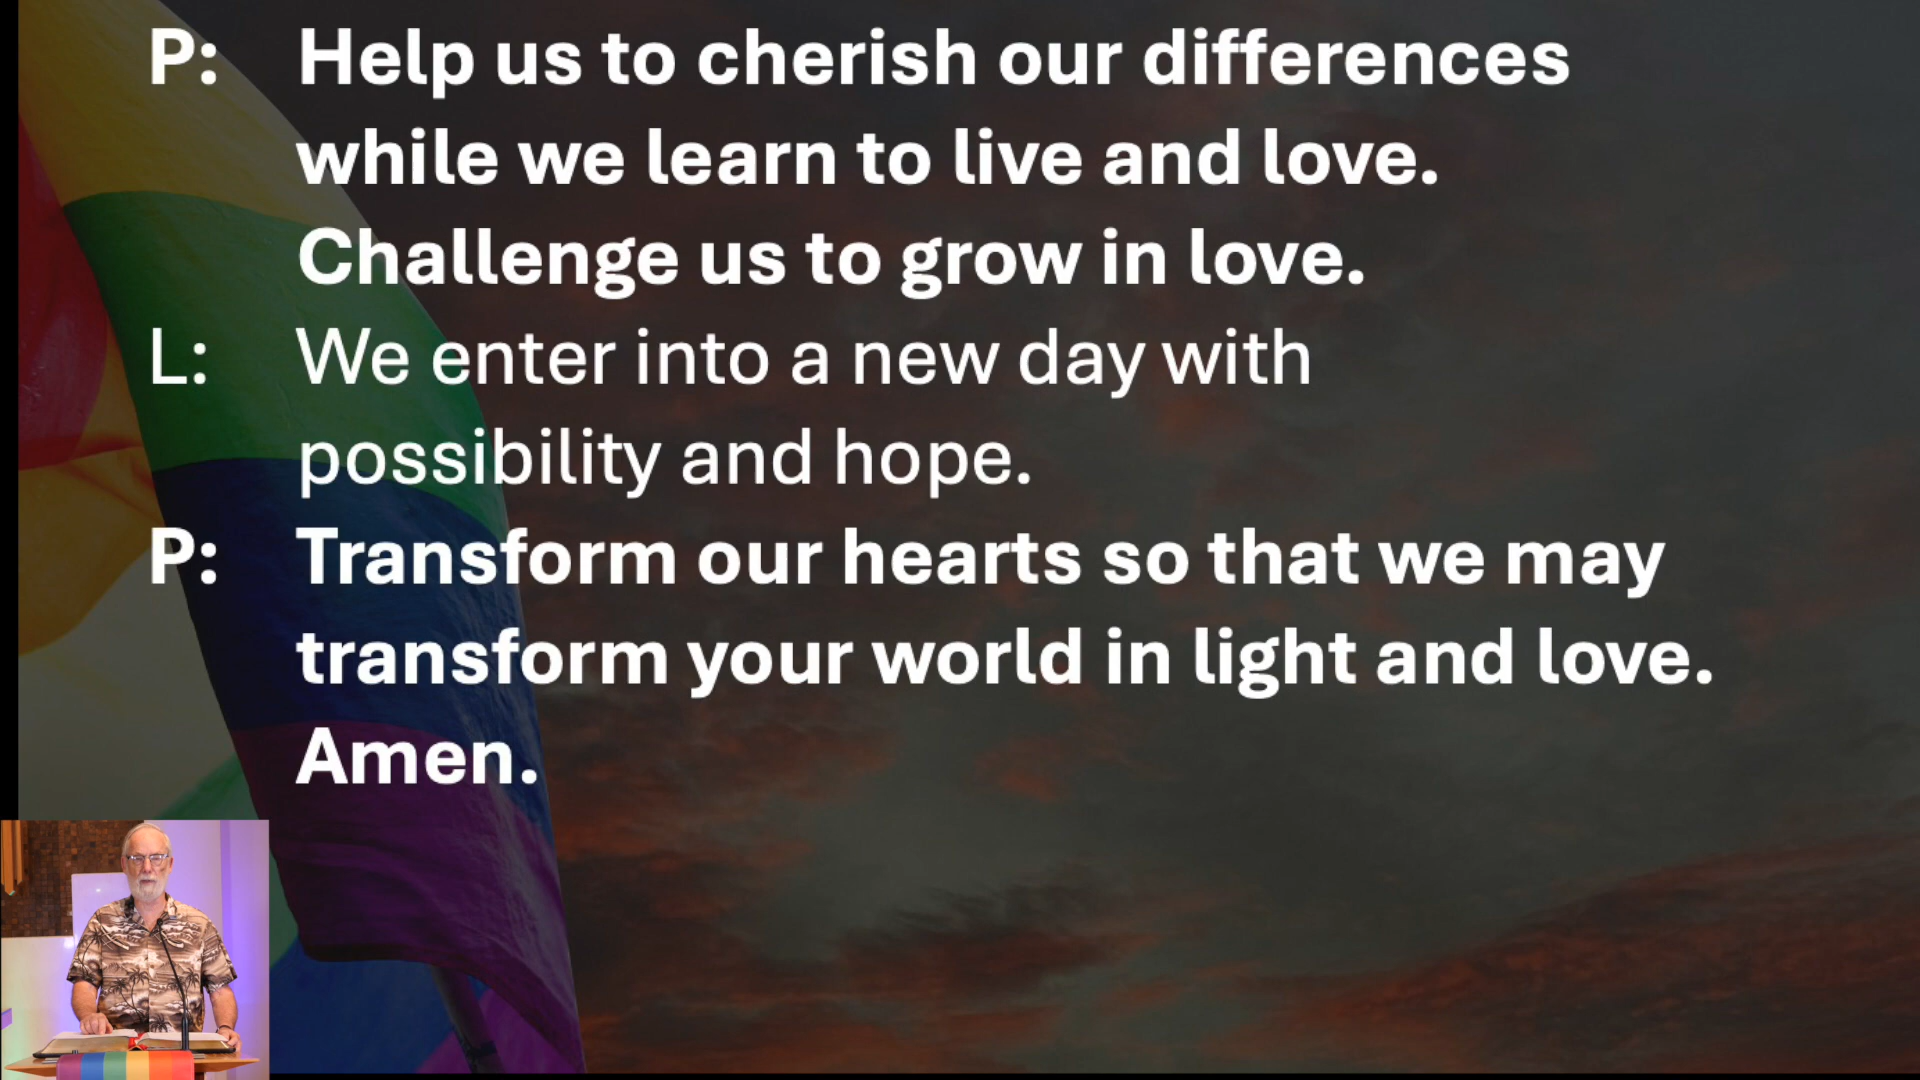 P: Help us to cherish our differences
while we learn to live and love.
Challenge us to grow in love.
L: We enter into a new day with
possibility and hope.
P: Transform our hearts so that we may
transform your world in light and love.
Amen.